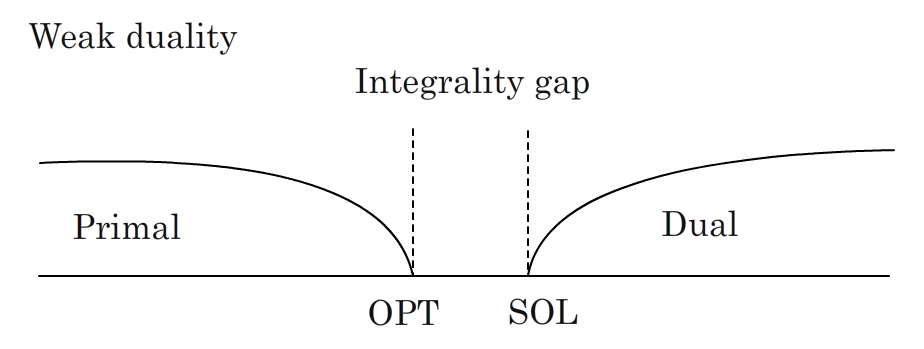 Weak duality
Integrality gap
Primal
Dual
OPT
SOL